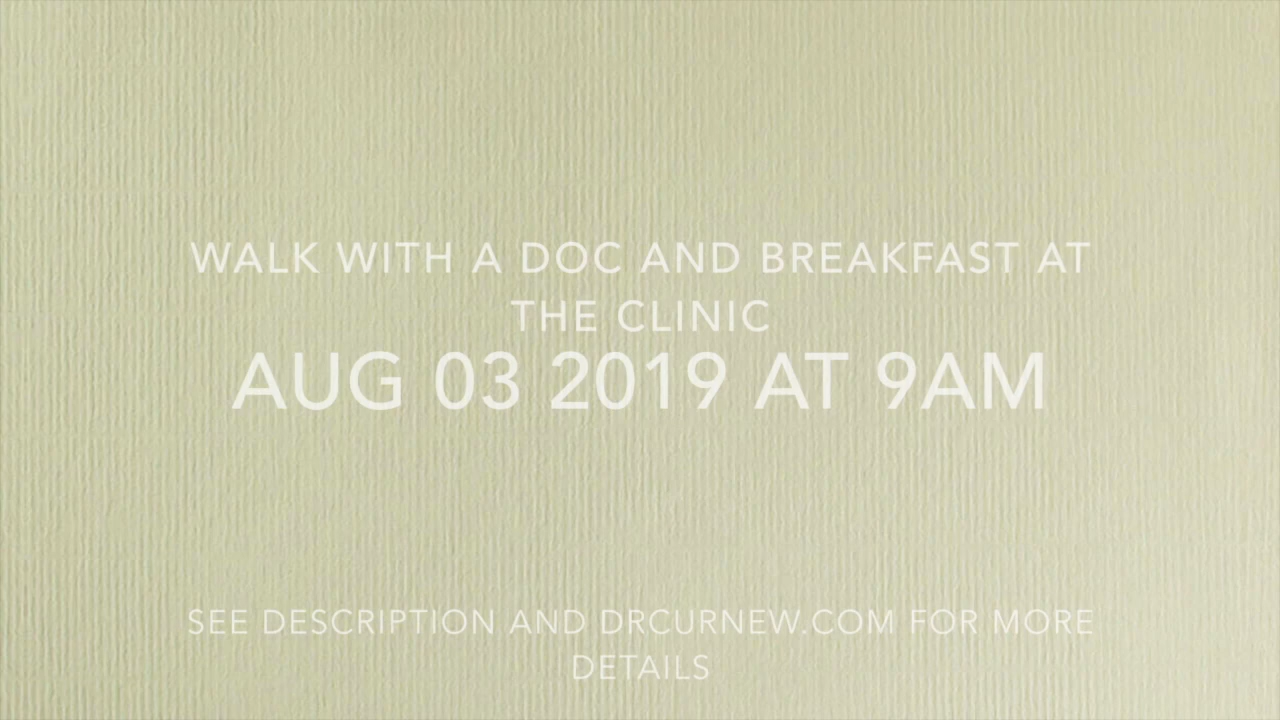 WALK WITH A DOC AND BREAKFAST AT
THE CLINIC
AUG 03 2019 AT 9AM
SEE DESCRIPTION AND DRCURNEW.COM FOR MORE
DETAILS